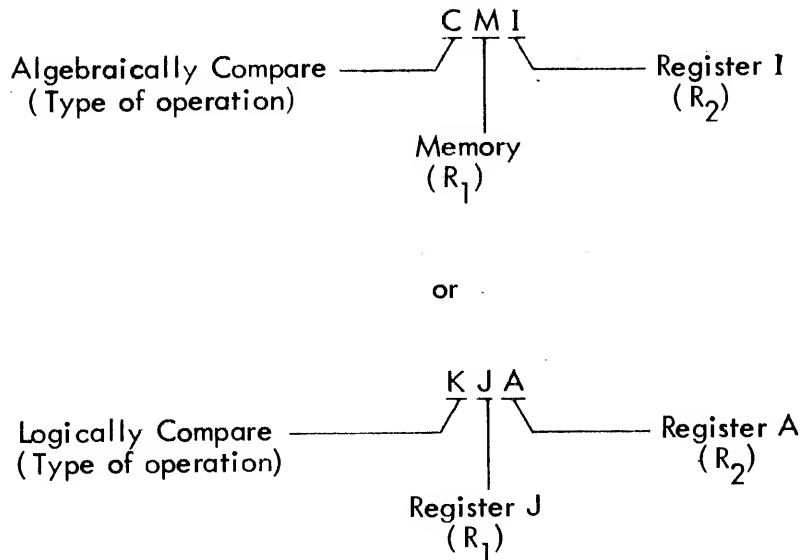 C M I
Algebraically Compare
(Type of operation)
Register I
(R2)
Memory
(R1)
or
K J A
Logically Compare
(Type of operation)
Register A
(R2)
Register J
(R1)